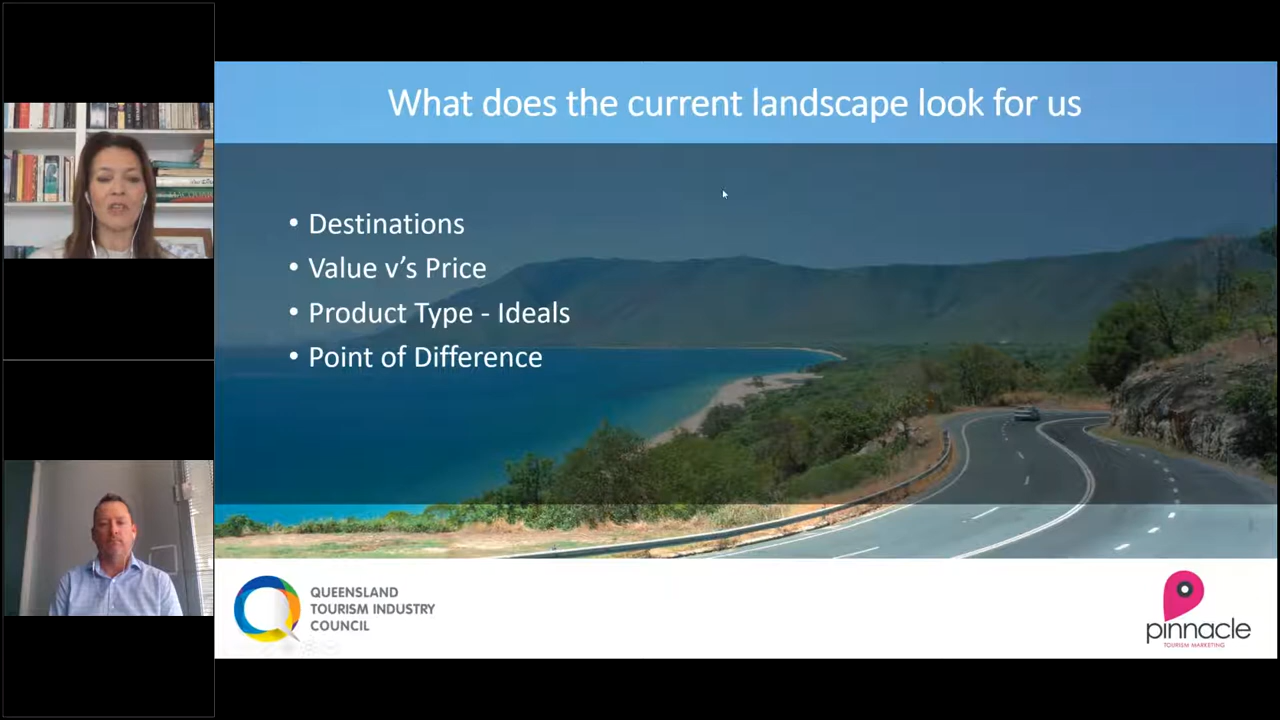 What does the current landscape look for us
• Destinations
• Value v’s Price
• Product Type - Ideals
• Point of Difference
QUEENSLAND
TOURISM INDUSTRY
COUNCIL
pinnacle
TOURISM MARKETING